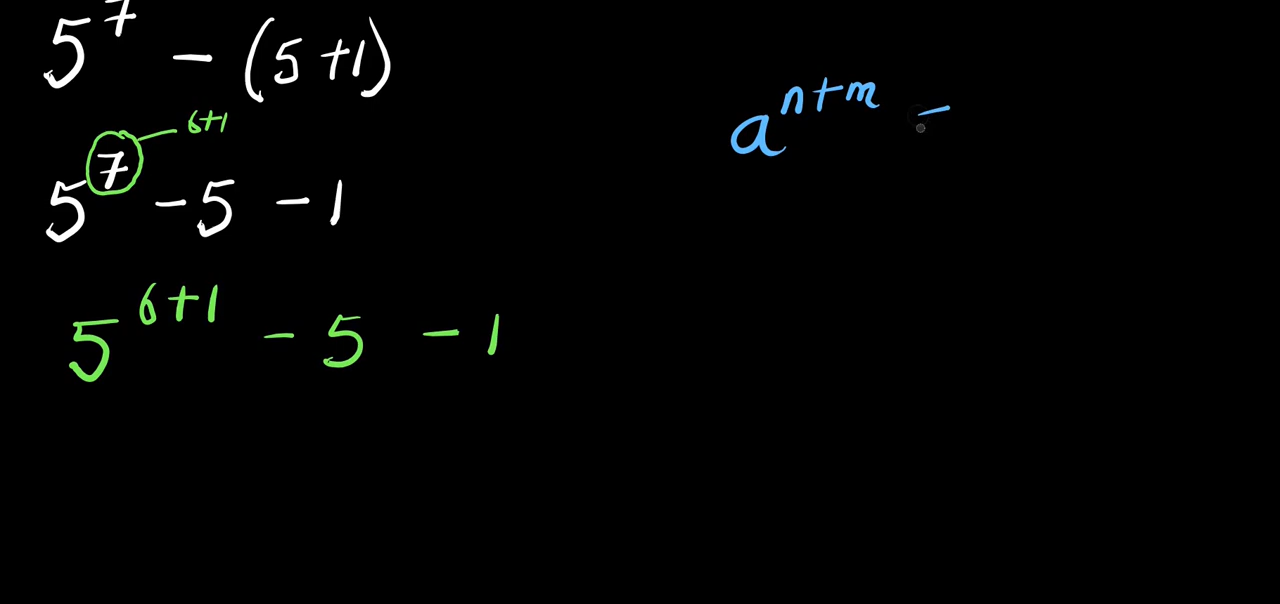 5^7 - (5+1)
6+1
5^7 - 5 - 1
5^{6+1} - 5 - 1
a^{n+m} -